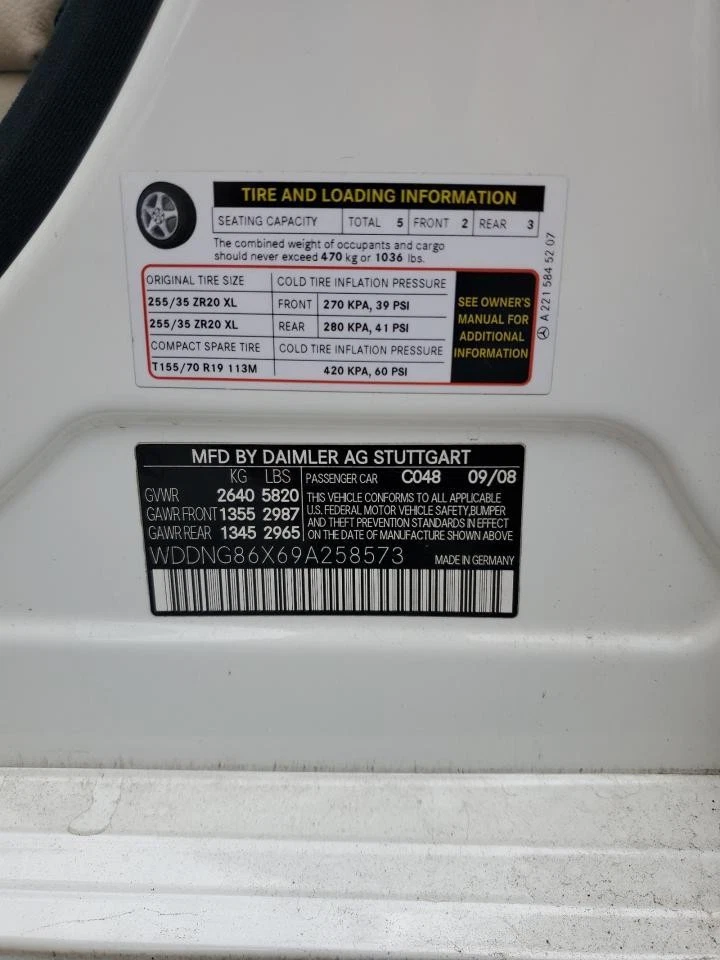 TIRE AND LOADING INFORMATION
SEATING CAPACITY TOTAL 5 FRONT 2 REAR 3
The combined weight of occupants and cargo
should never exceed 470 kg or 1036 lbs.
ORIGINAL TIRE SIZE COLD TIRE INFLATION PRESSURE
255/35 ZR20 XL FRONT 270 KPA, 39 PSI
255/35 ZR20 XL REAR 280 KPA, 41 PSI
COMPACT SPARE TIRE COLD TIRE INFLATION PRESSURE
T155/70 R19 113M 420 KPA, 60 PSI
SEE OWNER'S
MANUAL FOR
ADDITIONAL
INFORMATION
A 221 584 52 07
MFD BY DAIMLER AG STUTTGART
KG LBS PASSENGER CAR C048 09/08
GVWR 2640 5820
GAWR FRONT 1355 2987
GAWR REAR 1345 2965
THIS VEHICLE CONFORMS TO ALL APPLICABLE
U.S. FEDERAL MOTOR VEHICLE SAFETY,BUMPER
AND THEFT PREVENTION STANDARDS IN EFFECT
ON THE DATE OF MANUFACTURE SHOWN ABOVE
WDDNG86X69A258573 MADE IN GERMANY